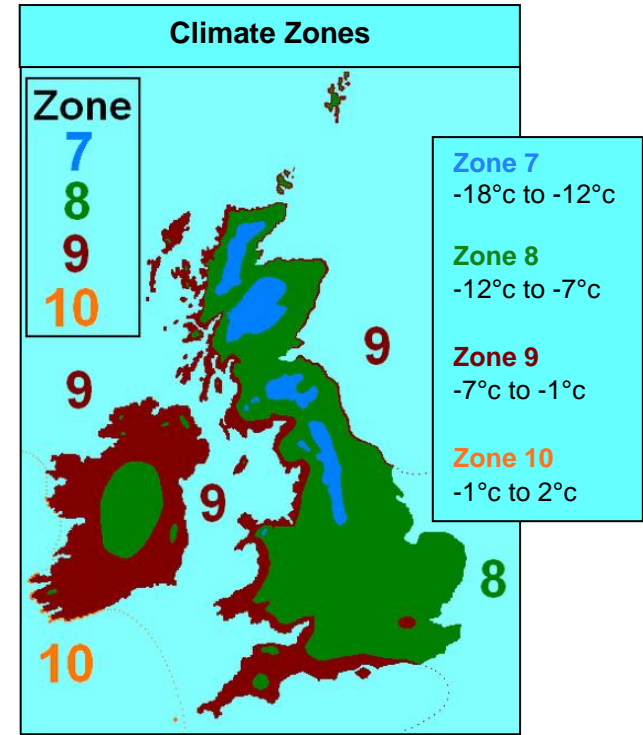 Climate Zones
Zone
7
8
9
10
Zone 7
-18°c to -12°c
Zone 8
-12°c to -7°c
Zone 9
-7°c to -1°c
Zone 10
-1°c to 2°c
9
9
9
8
10